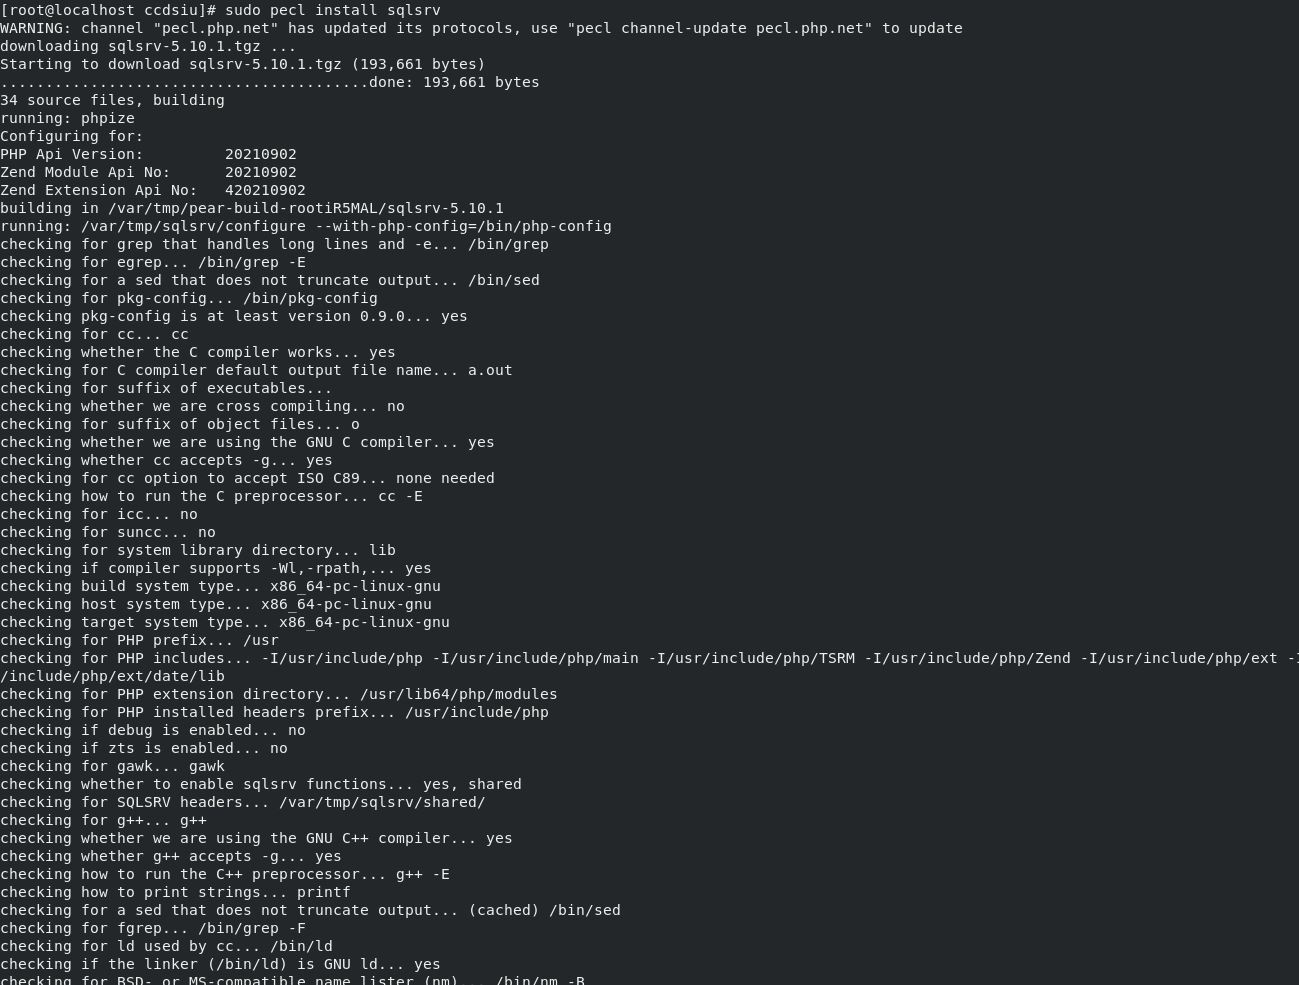 [root@localhost ccdsiu]# sudo pecl install sqlsrv
WARNING: channel "pecl.php.net" has updated its protocols, use "pecl channel-update pecl.php.net" to update
downloading sqlsrv-5.10.1.tgz ...
Starting to download sqlsrv-5.10.1.tgz (193,661 bytes)
.........................................done: 193,661 bytes
34 source files, building
running: phpize
Configuring for:
PHP Api Version:         20210902
Zend Module Api No:      20210902
Zend Extension Api No:   420210902
building in /var/tmp/pear-build-rootiR5MAL/sqlsrv-5.10.1
running: /var/tmp/sqlsrv/configure --with-php-config=/bin/php-config
checking for grep that handles long lines and -e... /bin/grep
checking for egrep... /bin/grep -E
checking for a sed that does not truncate output... /bin/sed
checking for pkg-config... /bin/pkg-config
checking pkg-config is at least version 0.9.0... yes
checking for cc... cc
checking whether the C compiler works... yes
checking for C compiler default output file name... a.out
checking for suffix of executables...
checking whether we are cross compiling... no
checking for suffix of object files... o
checking whether we are using the GNU C compiler... yes
checking whether cc accepts -g... yes
checking for cc option to accept ISO C89... none needed
checking how to run the C preprocessor... cc -E
checking for icc... no
checking for suncc... no
checking for system library directory... lib
checking if compiler supports -Wl,-rpath,... yes
checking build system type... x86_64-pc-linux-gnu
checking host system type... x86_64-pc-linux-gnu
checking target system type... x86_64-pc-linux-gnu
checking for PHP prefix... /usr
checking for PHP includes... -I/usr/include/php -I/usr/include/php/main -I/usr/include/php/TSRM -I/usr/include/php/Zend -I/usr/include/php/ext -I
/include/php/ext/date/lib
checking for PHP extension directory... /usr/lib64/php/modules
checking for PHP installed headers prefix... /usr/include/php
checking if debug is enabled... no
checking if zts is enabled... no
checking for gawk... gawk
checking whether to enable sqlsrv functions... yes, shared
checking for SQLSRV headers... /var/tmp/sqlsrv/shared/
checking for g++... g++
checking whether we are using the GNU C++ compiler... yes
checking whether g++ accepts -g... yes
checking how to run the C++ preprocessor... g++ -E
checking how to print strings... printf
checking for a sed that does not truncate output... (cached) /bin/sed
checking for fgrep... /bin/grep -F
checking for ld used by cc... /bin/ld
checking if the linker (/bin/ld) is GNU ld... yes
checking for BSD- or MS-compatible name lister (nm)... /bin/nm -B